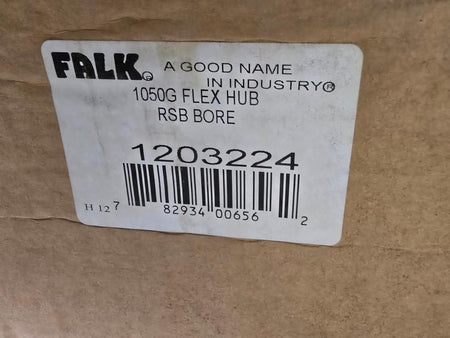 FALK® A GOOD NAME
IN INDUSTRY®
1050G FLEX HUB
RSB BORE
1203224
H 12 7 82934 00656 2